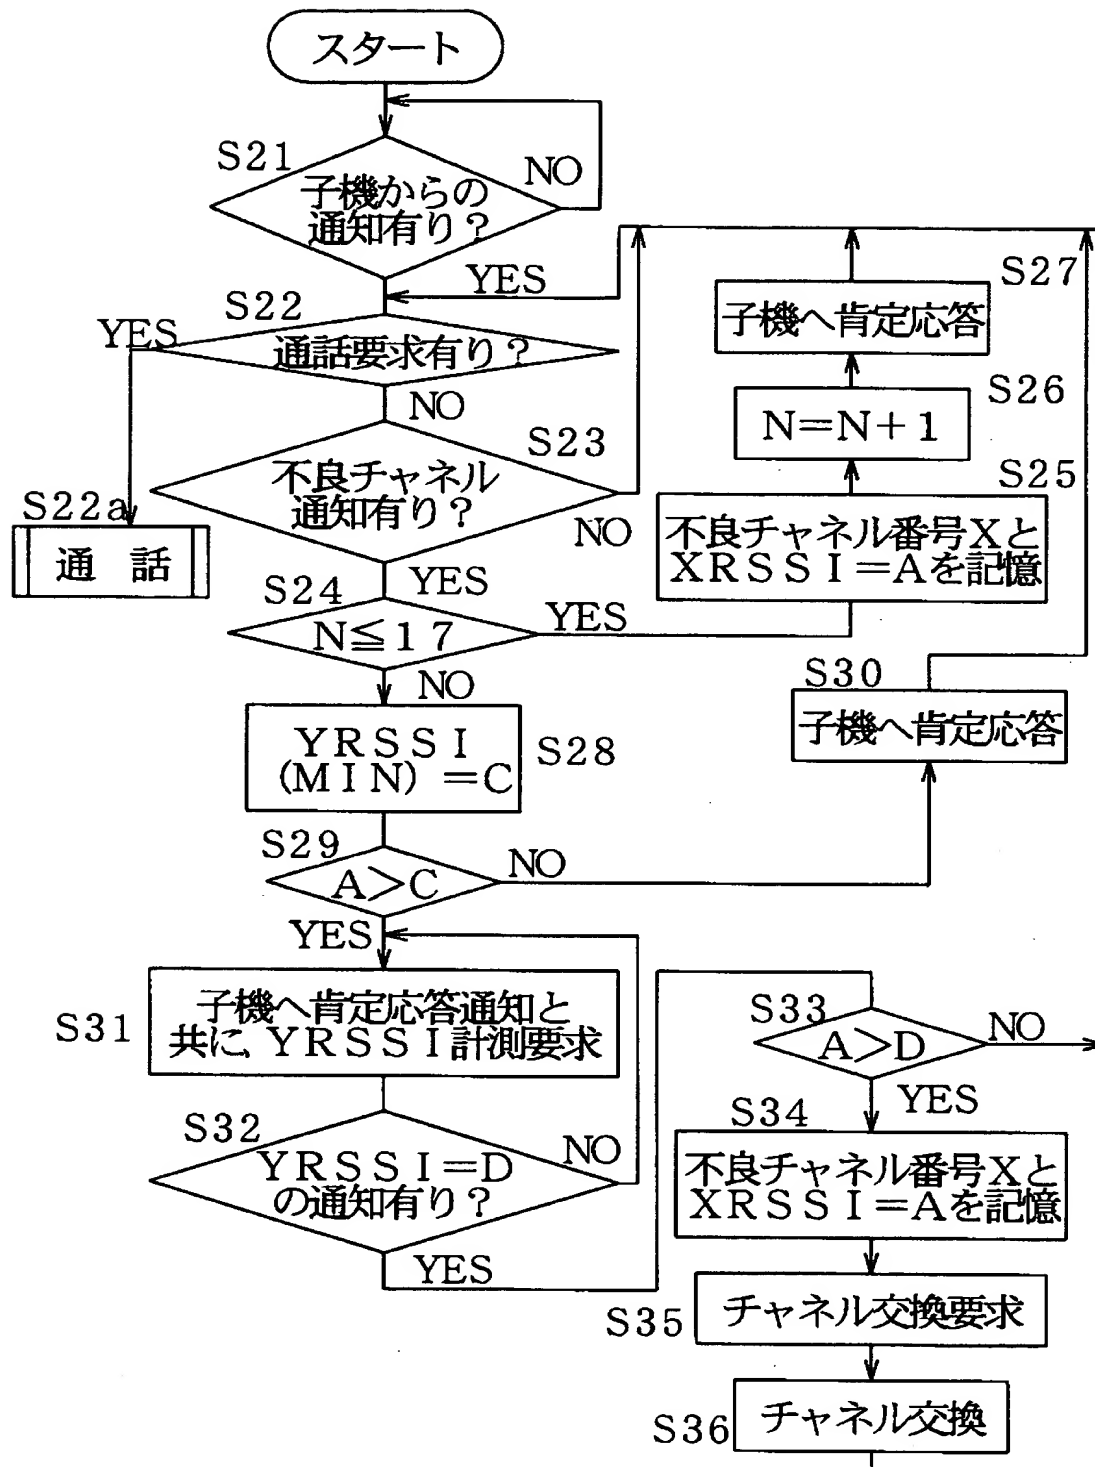 スタート
S21
子機からの
通知有り？
NO
YES
S22
通話要求有り？
YES
NO
S22a
通 話
S23
不良チャネル
通知有り？
NO
YES
S24
N≦17
YES
NO
S25
不良チャネル番号Xと
XRSSI=Aを記憶
S26
N=N+1
S27
子機へ肯定応答
S28
YRSSI
(MIN)=C
S29
A>C
NO
YES
S30
子機へ肯定応答
S31
子機へ肯定応答通知と
共に、YRSSI計測要求
S32
YRSSI=D
の通知有り？
NO
YES
S33
A>D
NO
YES
S34
不良チャネル番号Xと
XRSSI=Aを記憶
S35
チャネル交換要求
S36
チャネル交換